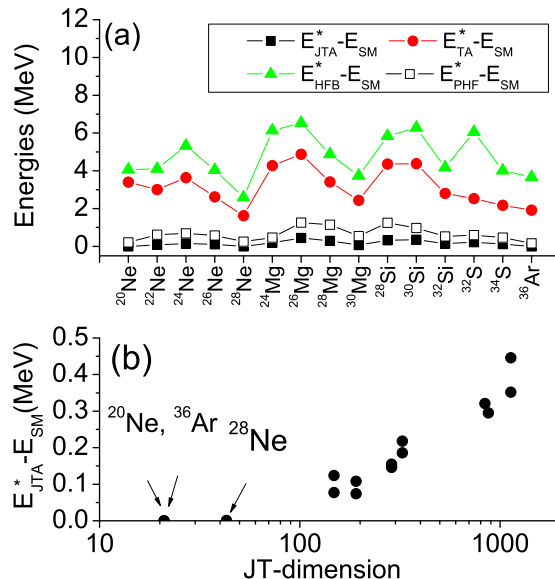 (a)
E*JTA-ESM E*TA-ESM
E*HFB-ESM E*PHF-ESM
Energies (MeV)
12
10
8
6
4
2
0
20Ne 22Ne 24Ne 26Ne 28Ne 24Mg 26Mg 28Mg 30Mg 28Si 30Si 32Si 32S 34S 36Ar
(b)
E*JTA-ESM(MeV)
0.5
0.4
0.3
0.2
0.1
0.0
20Ne, 36Ar 28Ne
10 100 1000
JT-dimension